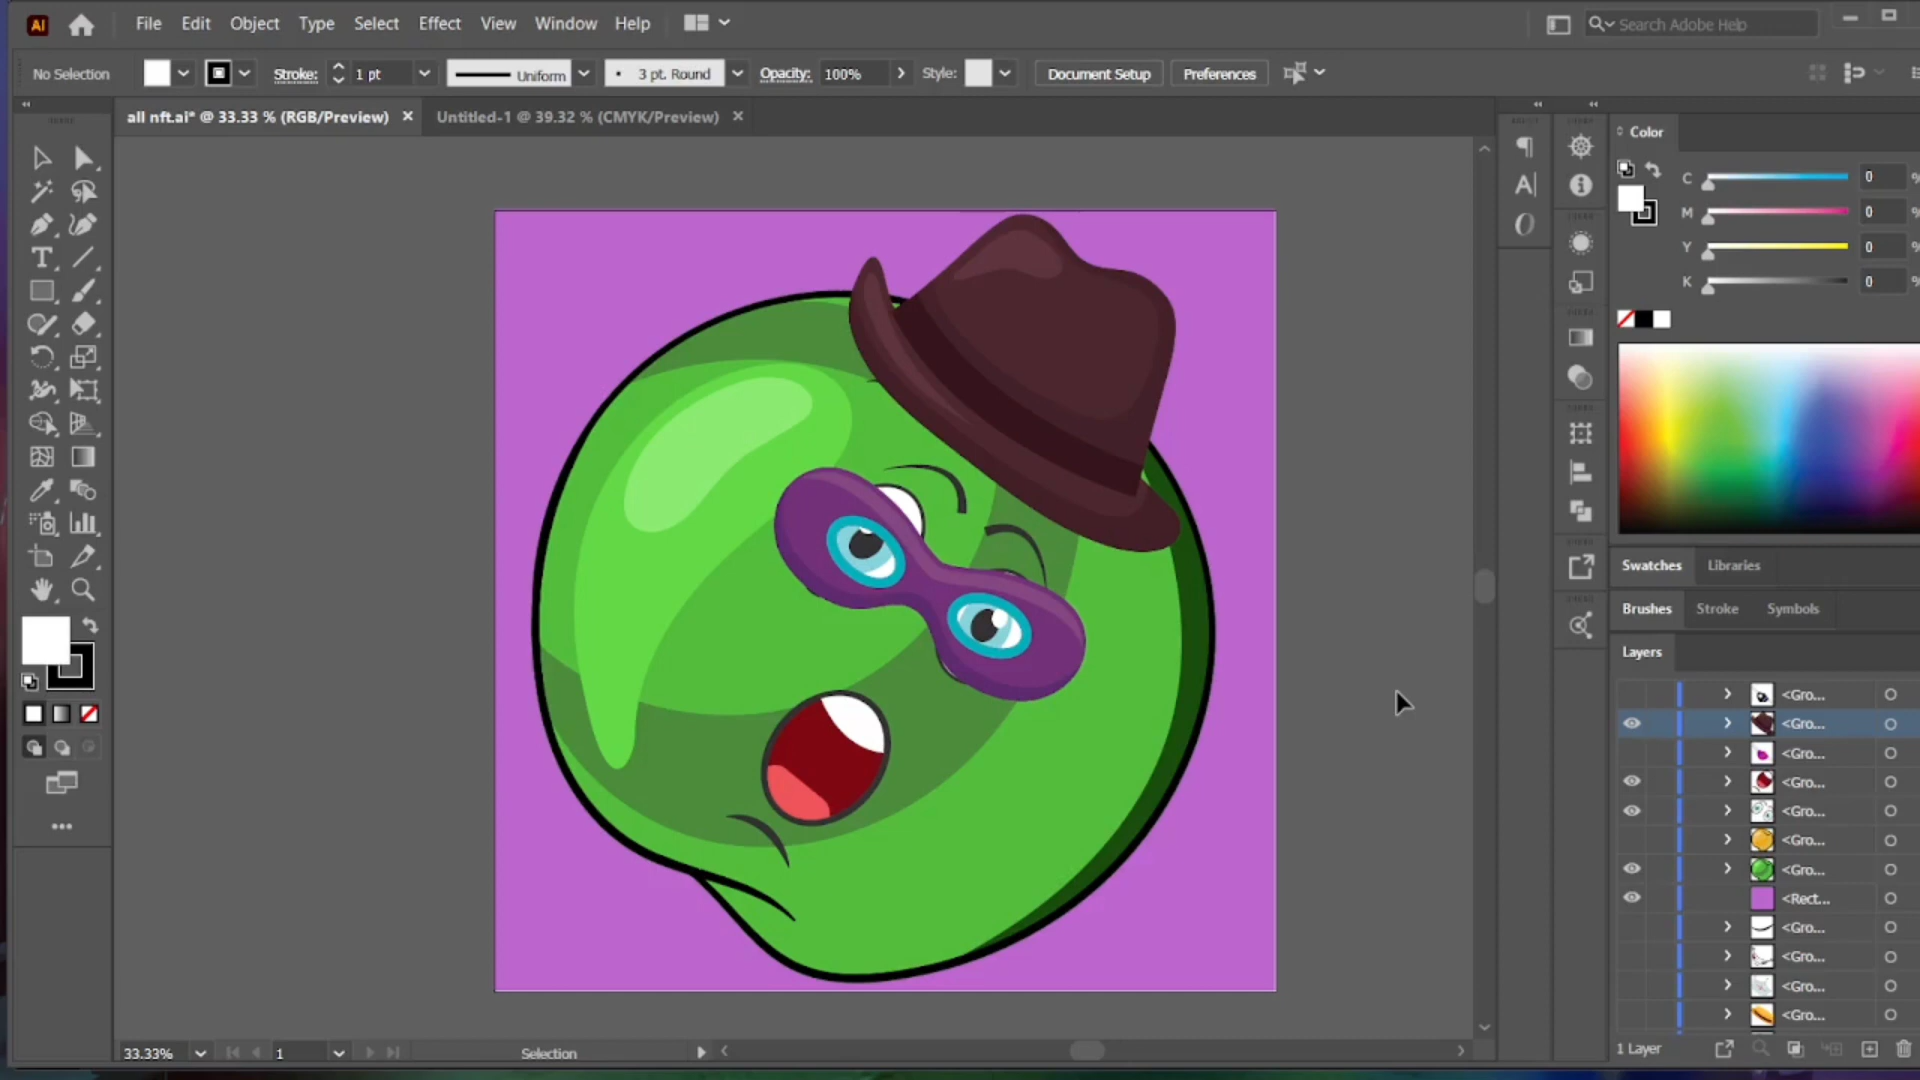 Ai File Edit Object Type Select Effect View Window Help Search Adobe Help
No Selection Stroke: 1 pt Uniform 3 pt. Round Opacity: 100% Style: Document Setup Preferences
all nft.ai* @ 33.33 % (RGB/Preview) × Untitled-1 @ 39.32 % (CMYK/Preview) ×
Color
C 0 %
M 0 %
Y 0 %
K 0 %
Swatches Libraries
Brushes Stroke Symbols
Layers
<Gro...
<Gro...
<Gro...
<Gro...
<Gro...
<Gro...
<Gro...
<Rect...
<Gro...
<Gro...
<Gro...
<Gro...
33.33% 1 Selection 1 Layer